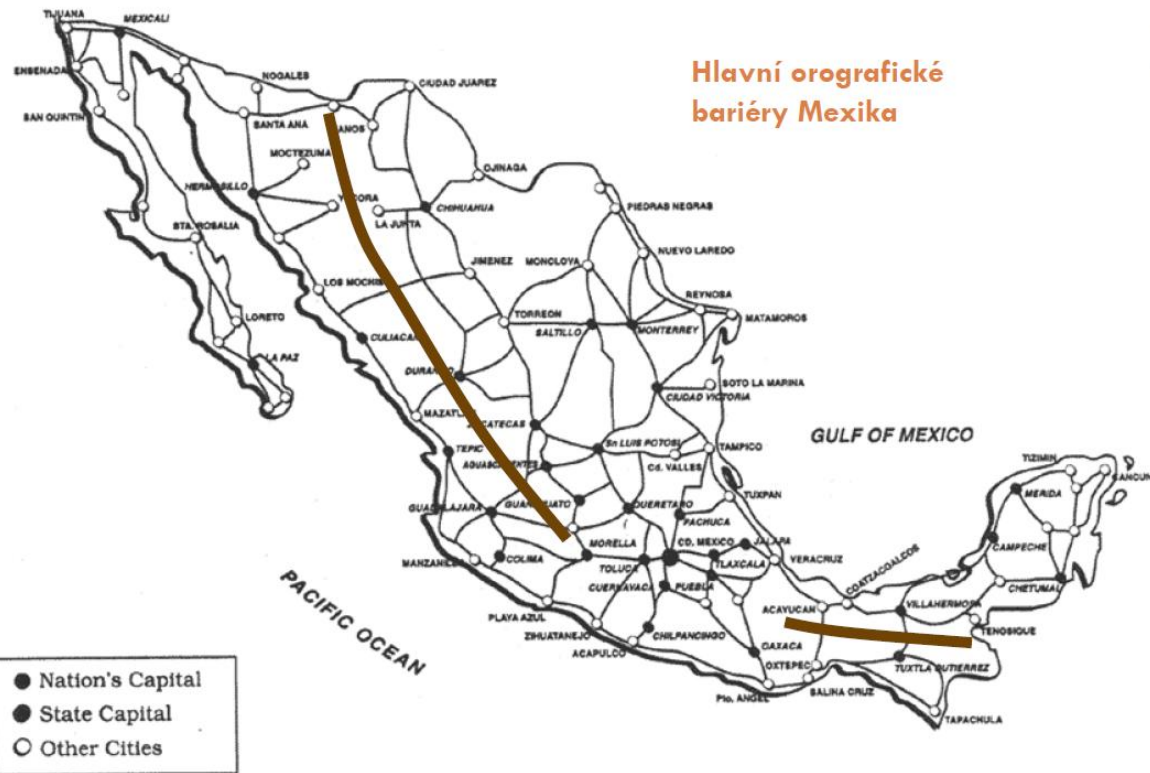 TIJUANA
MEXICALI
Hlavní orografické
bariéry Mexika
ENSENADA
NOGALES
CIUDAD JUAREZ
SAN QUINTIN
SANTA ANA
ANOS
MOCTEZUMA
OJINAGA
HERMOSILLO
LA JUNTA
CHIHUAHUA
PIEDRAS NEGRAS
STA. ROSALIA
NUEVO LAREDO
JIMENEZ
MONCLOVA
LOS MOCHIS
REYNOSA
LORETO
TORREON
MATAMOROS
CULIACAN
SALTILLO
MONTERREY
LA PAZ
DURANGO
SOTO LA MARINA
CIUDAD VICTORIA
MAZATLAN
GULF OF MEXICO
TEPIC
Sn LUIS POTOSI
TAMPICO
AGUASCALIENTES
Cd. VALLES
TIZIMIN
CANCUN
MERIDA
TUXPAN
GUADALAJARA
GUANAJUATO
QUERETARO
PACHUCA
MORELLA
CD. MEXICO
JALAPA
CAMPECHE
MANZANILLO
COLIMA
TOLUCA
TLAXCALA
VERACRUZ
COATZACOALCOS
CUERNAVACA
PUEBLA
CHETUMAL
PACIFIC OCEAN
PLAYA AZUL
ACAYUCAN
VILLAHERMOSA
ZIHUATANEJO
CHILPANCINGO
TENOSIQUE
ACAPULCO
OAXACA
OXTEPEC
TUXTLA GUTIERREZ
Pto. ANGEL
SALINA CRUZ
TAPACHULA
Nation's Capital
State Capital
Other Cities